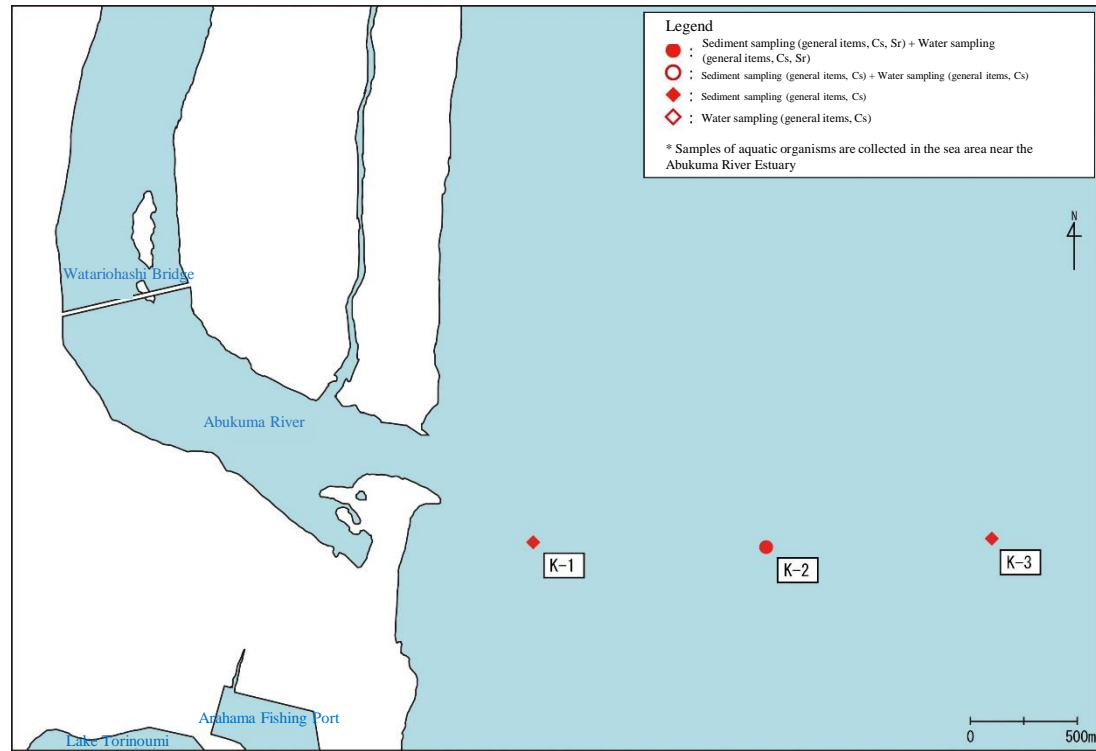 Legend
: Sediment sampling (general items, Cs, Sr) + Water sampling
(general items, Cs, Sr)
: Sediment sampling (general items, Cs) + Water sampling (general items, Cs)
: Sediment sampling (general items, Cs)
: Water sampling (general items, Cs)
* Samples of aquatic organisms are collected in the sea area near the
Abukuma River Estuary
N
Watariohashi Bridge
Abukuma River
K-1
K-2
K-3
Arahama Fishing Port
Lake Torinoumi
0 500m